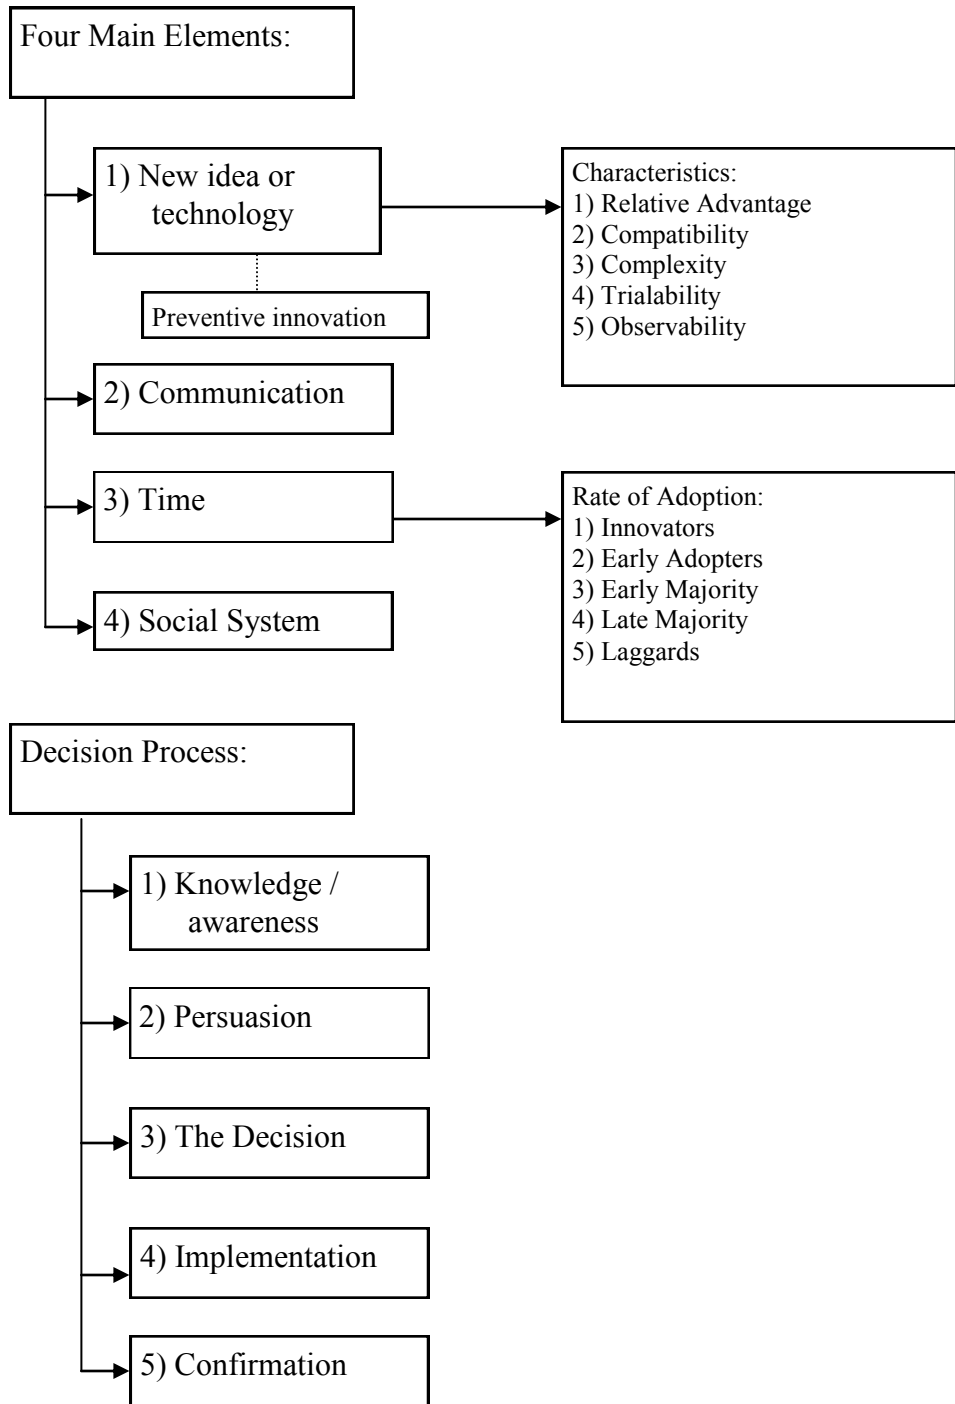 Four Main Elements:
1) New idea or
technology
Preventive innovation
2) Communication
3) Time
4) Social System
Characteristics:
1) Relative Advantage
2) Compatibility
3) Complexity
4) Trialability
5) Observability
Rate of Adoption:
1) Innovators
2) Early Adopters
3) Early Majority
4) Late Majority
5) Laggards
Decision Process:
1) Knowledge /
awareness
2) Persuasion
3) The Decision
4) Implementation
5) Confirmation